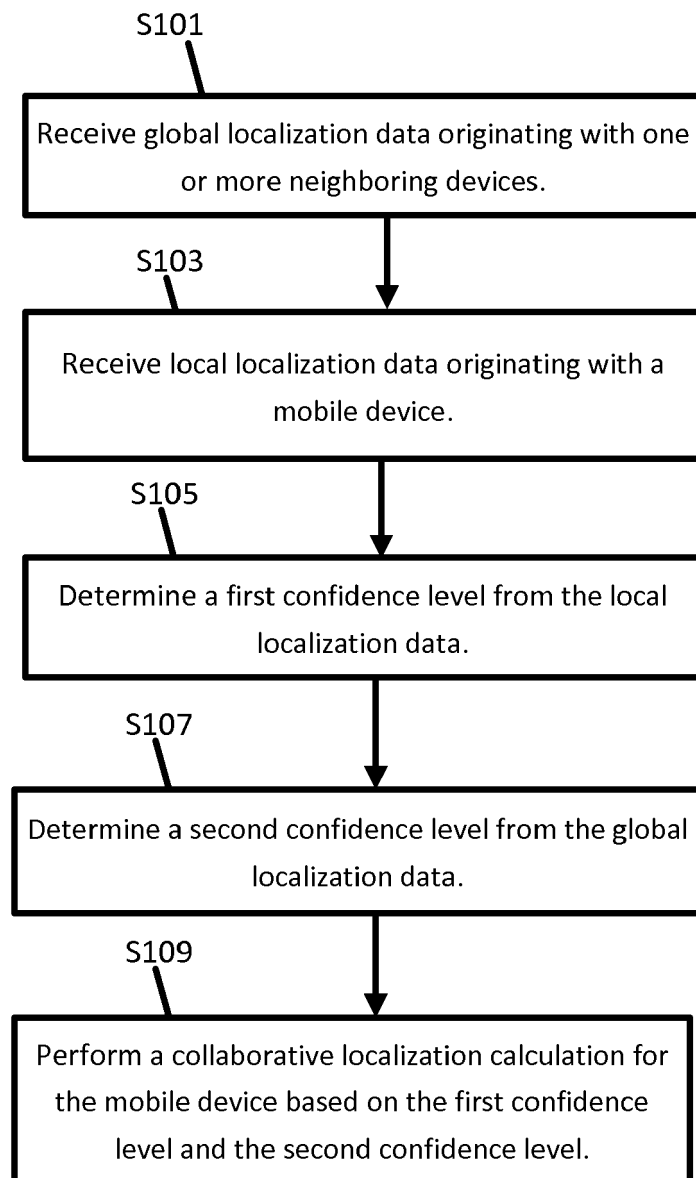 S101
Receive global localization data originating with one
or more neighboring devices.
S103
Receive local localization data originating with a
mobile device.
S105
Determine a first confidence level from the local
localization data.
S107
Determine a second confidence level from the global
localization data.
S109
Perform a collaborative localization calculation for
the mobile device based on the first confidence
level and the second confidence level.